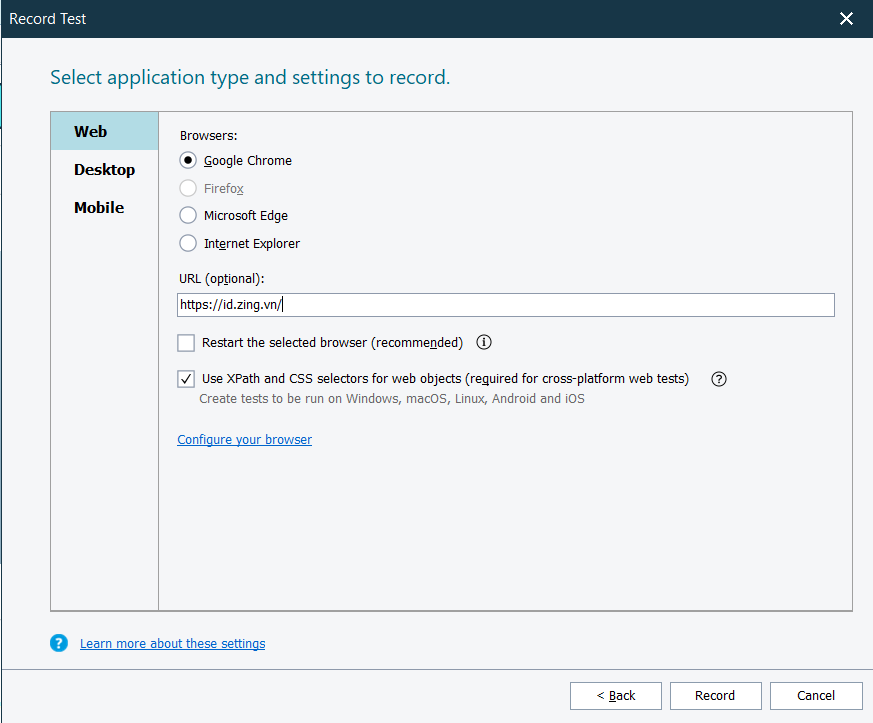 Record Test
Select application type and settings to record.
Web
Desktop
Mobile
Browsers:
Google Chrome
Firefox
Microsoft Edge
Internet Explorer
URL (optional):
https://id.zing.vn/
Restart the selected browser (recommended)
Use XPath and CSS selectors for web objects (required for cross-platform web tests)
Create tests to be run on Windows, macOS, Linux, Android and iOS
Configure your browser
Learn more about these settings
< Back
Record
Cancel